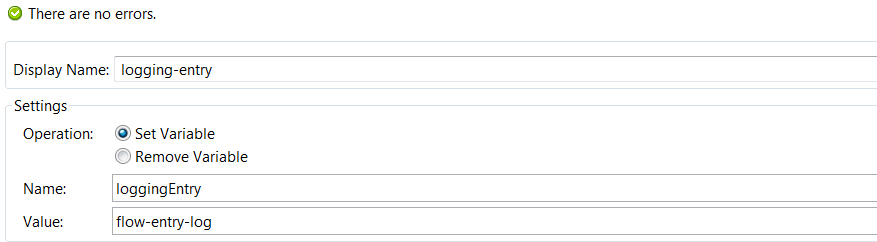 There are no errors.
Display Name: logging-entry
Settings
Operation: Set Variable
Remove Variable
Name: loggingEntry
Value: flow-entry-log